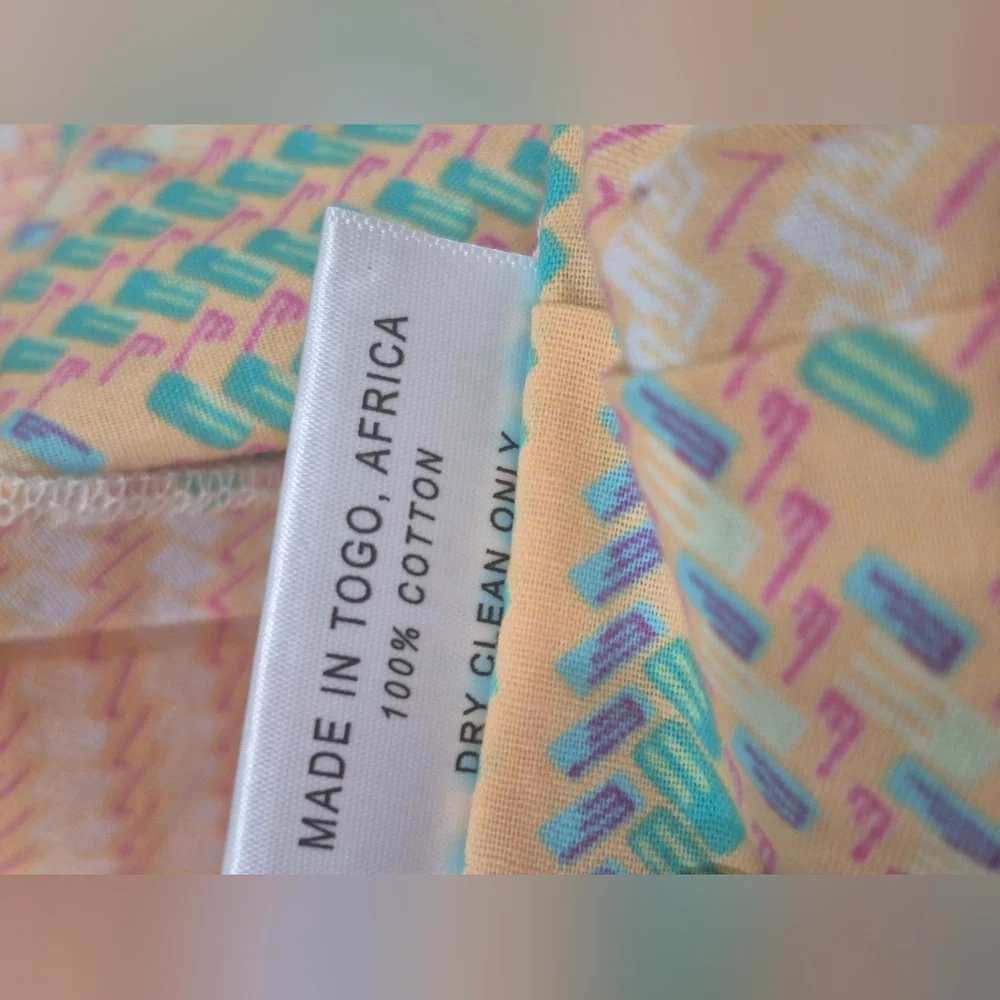 MADE IN TOGO, AFRICA
100% COTTON
DRY CLEAN ONLY